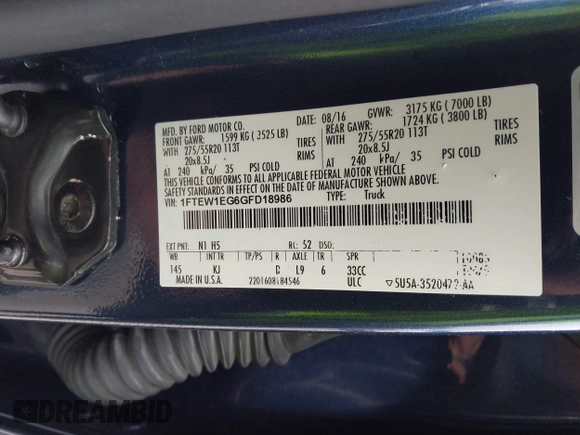 MFD. BY FORD MOTOR CO.
08/16 GVWR: 3175 KG ( 7000 LB)
FRONT GAWR: 1599 KG ( 3525 LB)
REAR GAWR: 1724 KG ( 3800 LB)
WITH 275/55R20 113T TIRES
WITH 275/55R20 113T TIRES
20x8.5J RIMS
20x8.5J RIMS
AT 240 kPa/ 35 PSI COLD
AT 240 kPa/ 35 PSI COLD
THIS VEHICLE CONFORMS TO ALL APPLICABLE FEDERAL MOTOR VEHICLE
SAFETY STANDARDS IN EFFECT ON THE DATE OF MANUFACTURE SHOWN ABOVE.
VIN: 1FTEW1EG6GFD18986
TYPE: Truck
EXT PNT: N1 H5 RC: 52 DSO:
WB INT TR TP/PS R AXLE TR SPR
145 KJ D L9 6 33CC
MADE IN U.S.A. 2201608184546 ULC
DREAMBID